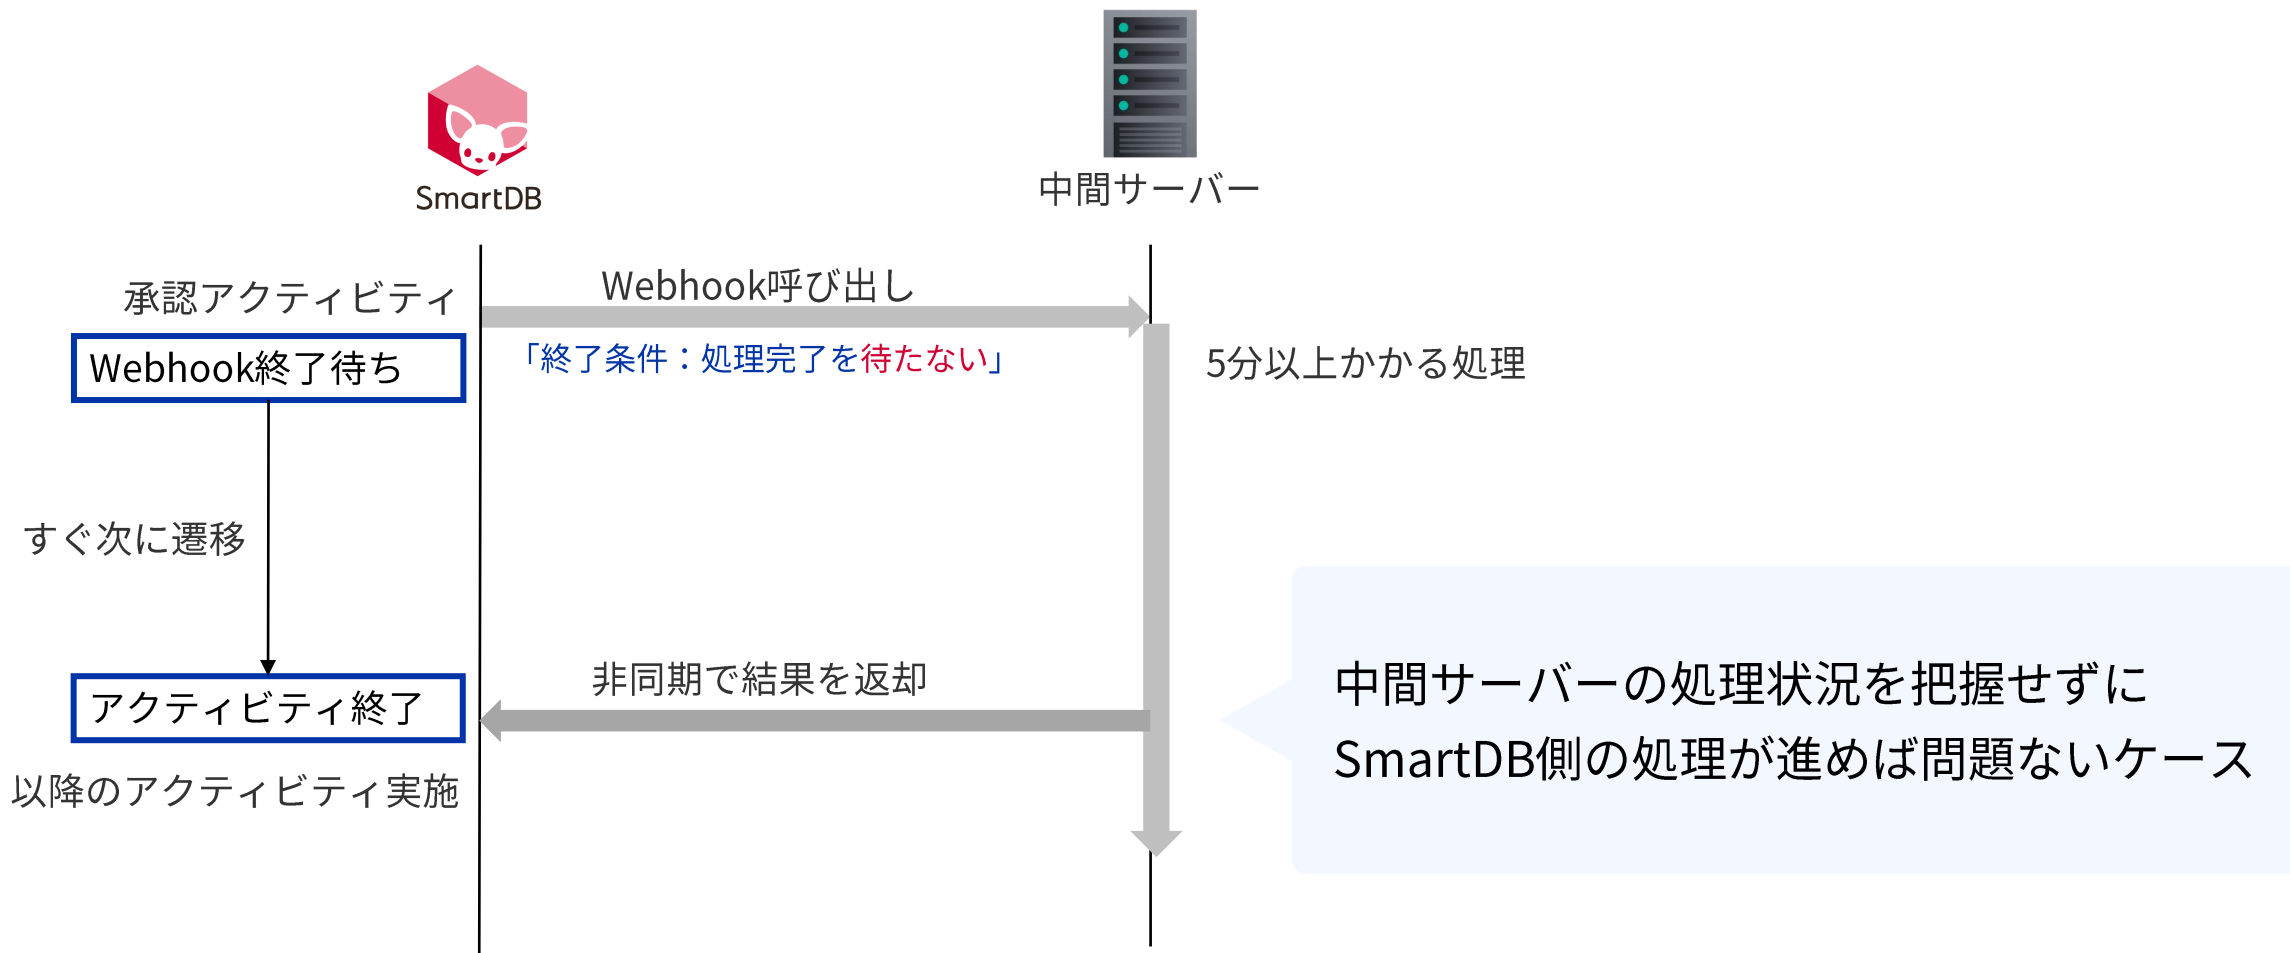 SmartDB
中間サーバー
承認アクティビティ
Webhook呼び出し
Webhook終了待ち
「終了条件：処理完了を待たない」
5分以上かかる処理
すぐ次に遷移
非同期で結果を返却
アクティビティ終了
以降のアクティビティ実施
中間サーバーの処理状況を把握せずに
SmartDB側の処理が進めば問題ないケース